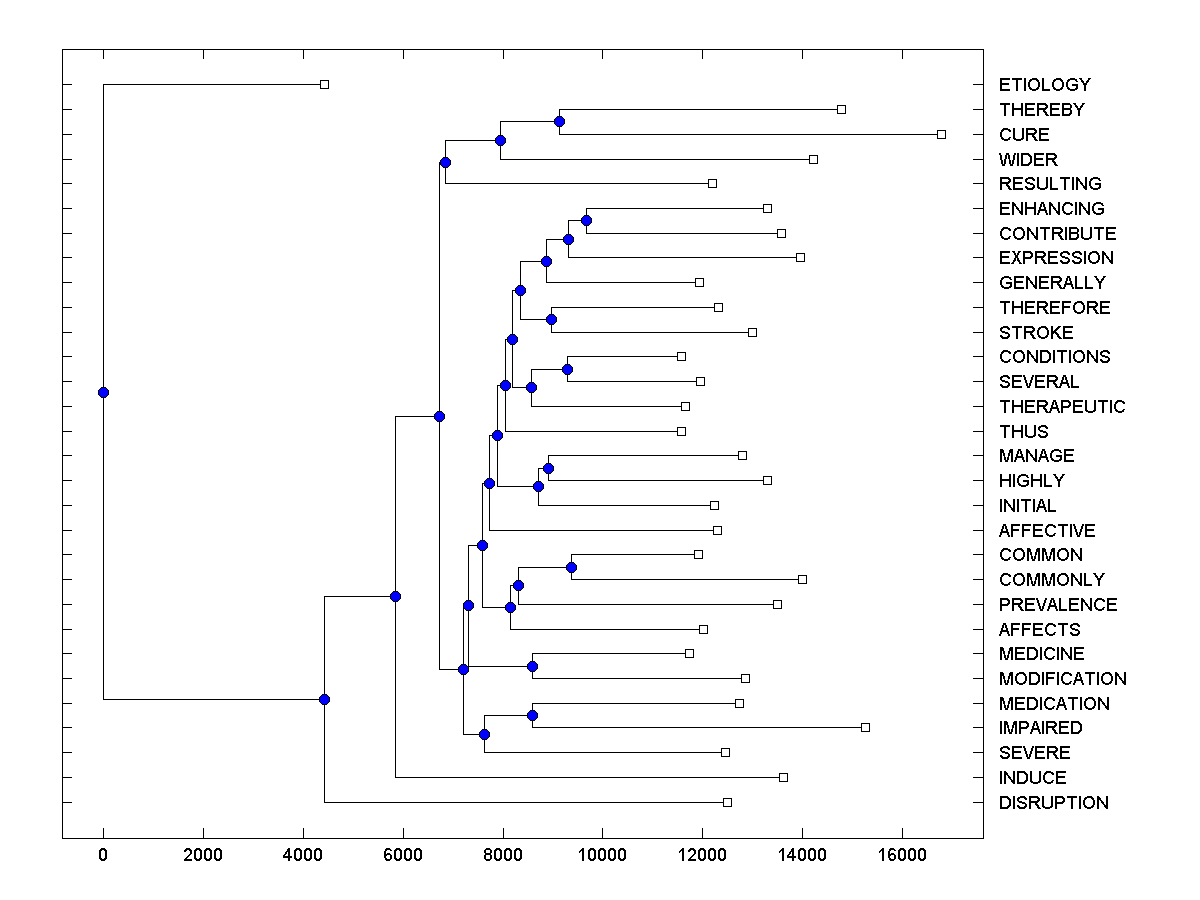 ETIOLOGY
THEREBY
CURE
WIDER
RESULTING
ENHANCING
CONTRIBUTE
EXPRESSION
GENERALLY
THEREFORE
STROKE
CONDITIONS
SEVERAL
THERAPEUTIC
THUS
MANAGE
HIGHLY
INITIAL
AFFECTIVE
COMMON
COMMONLY
PREVALENCE
AFFECTS
MEDICINE
MODIFICATION
MEDICATION
IMPAIRED
SEVERE
INDUCE
DISRUPTION
0 2000 4000 6000 8000 10000 12000 14000 16000